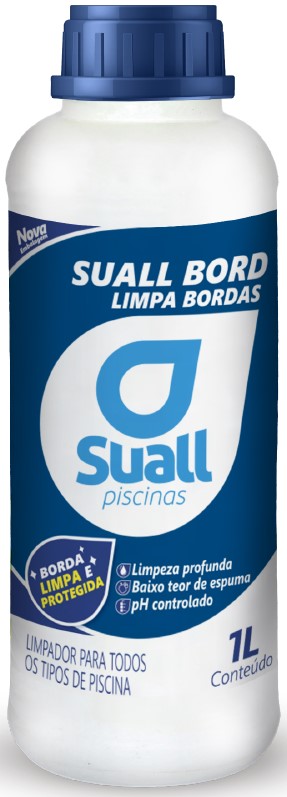 Nova
Embalagem
SUALL BORD
LIMPA BORDAS
Suall
piscinas
BORDA
LIMPA E
PROTEGIDA
Limpeza profunda
Baixo teor de espuma
pH controlado
LIMPADOR PARA TODOS
OS TIPOS DE PISCINA
1L
Conteúdo